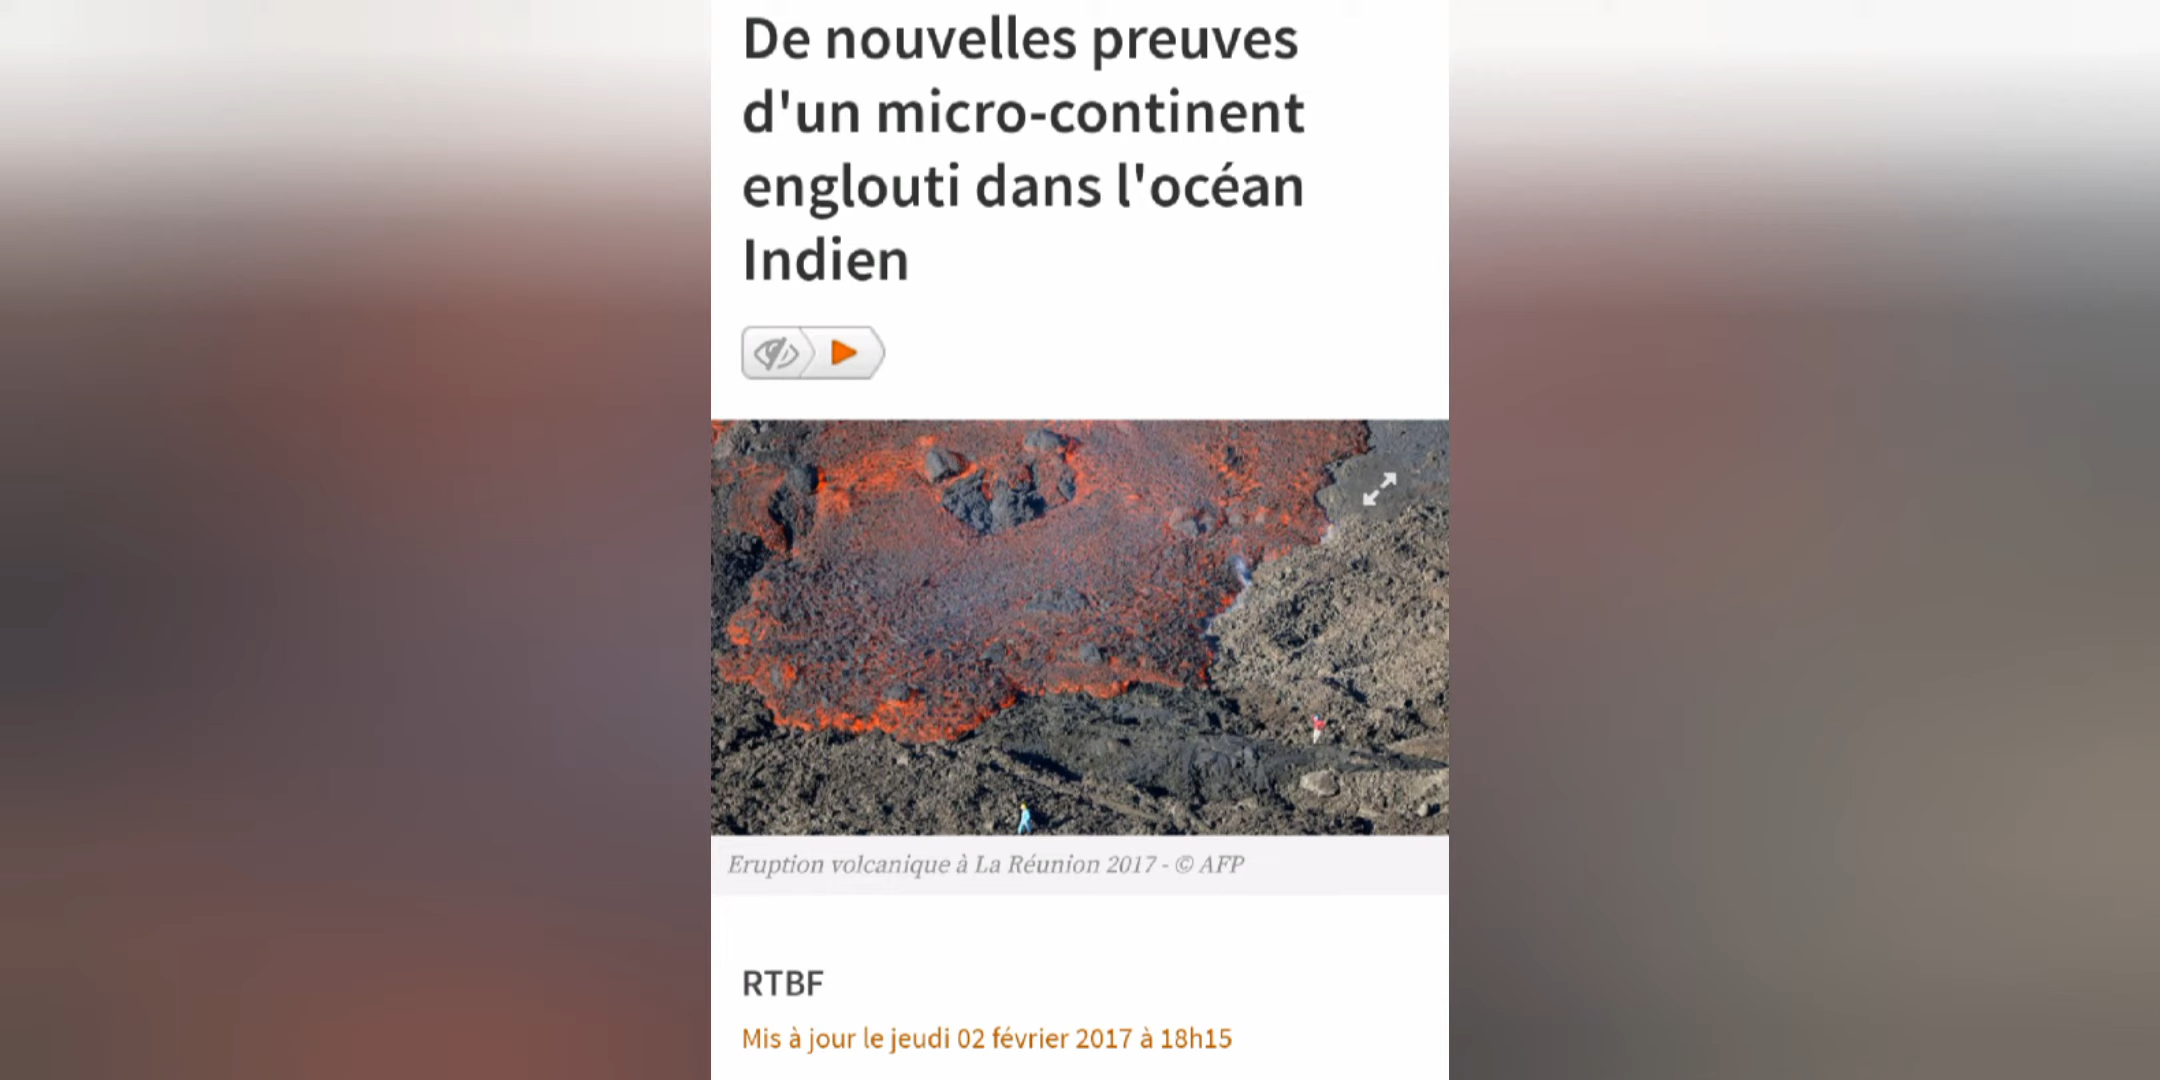 De nouvelles preuves
d'un micro-continent
englouti dans l'océan
Indien
Eruption volcanique à La Réunion 2017 - © AFP
RTBF
Mis à jour le jeudi 02 février 2017 à 18h15